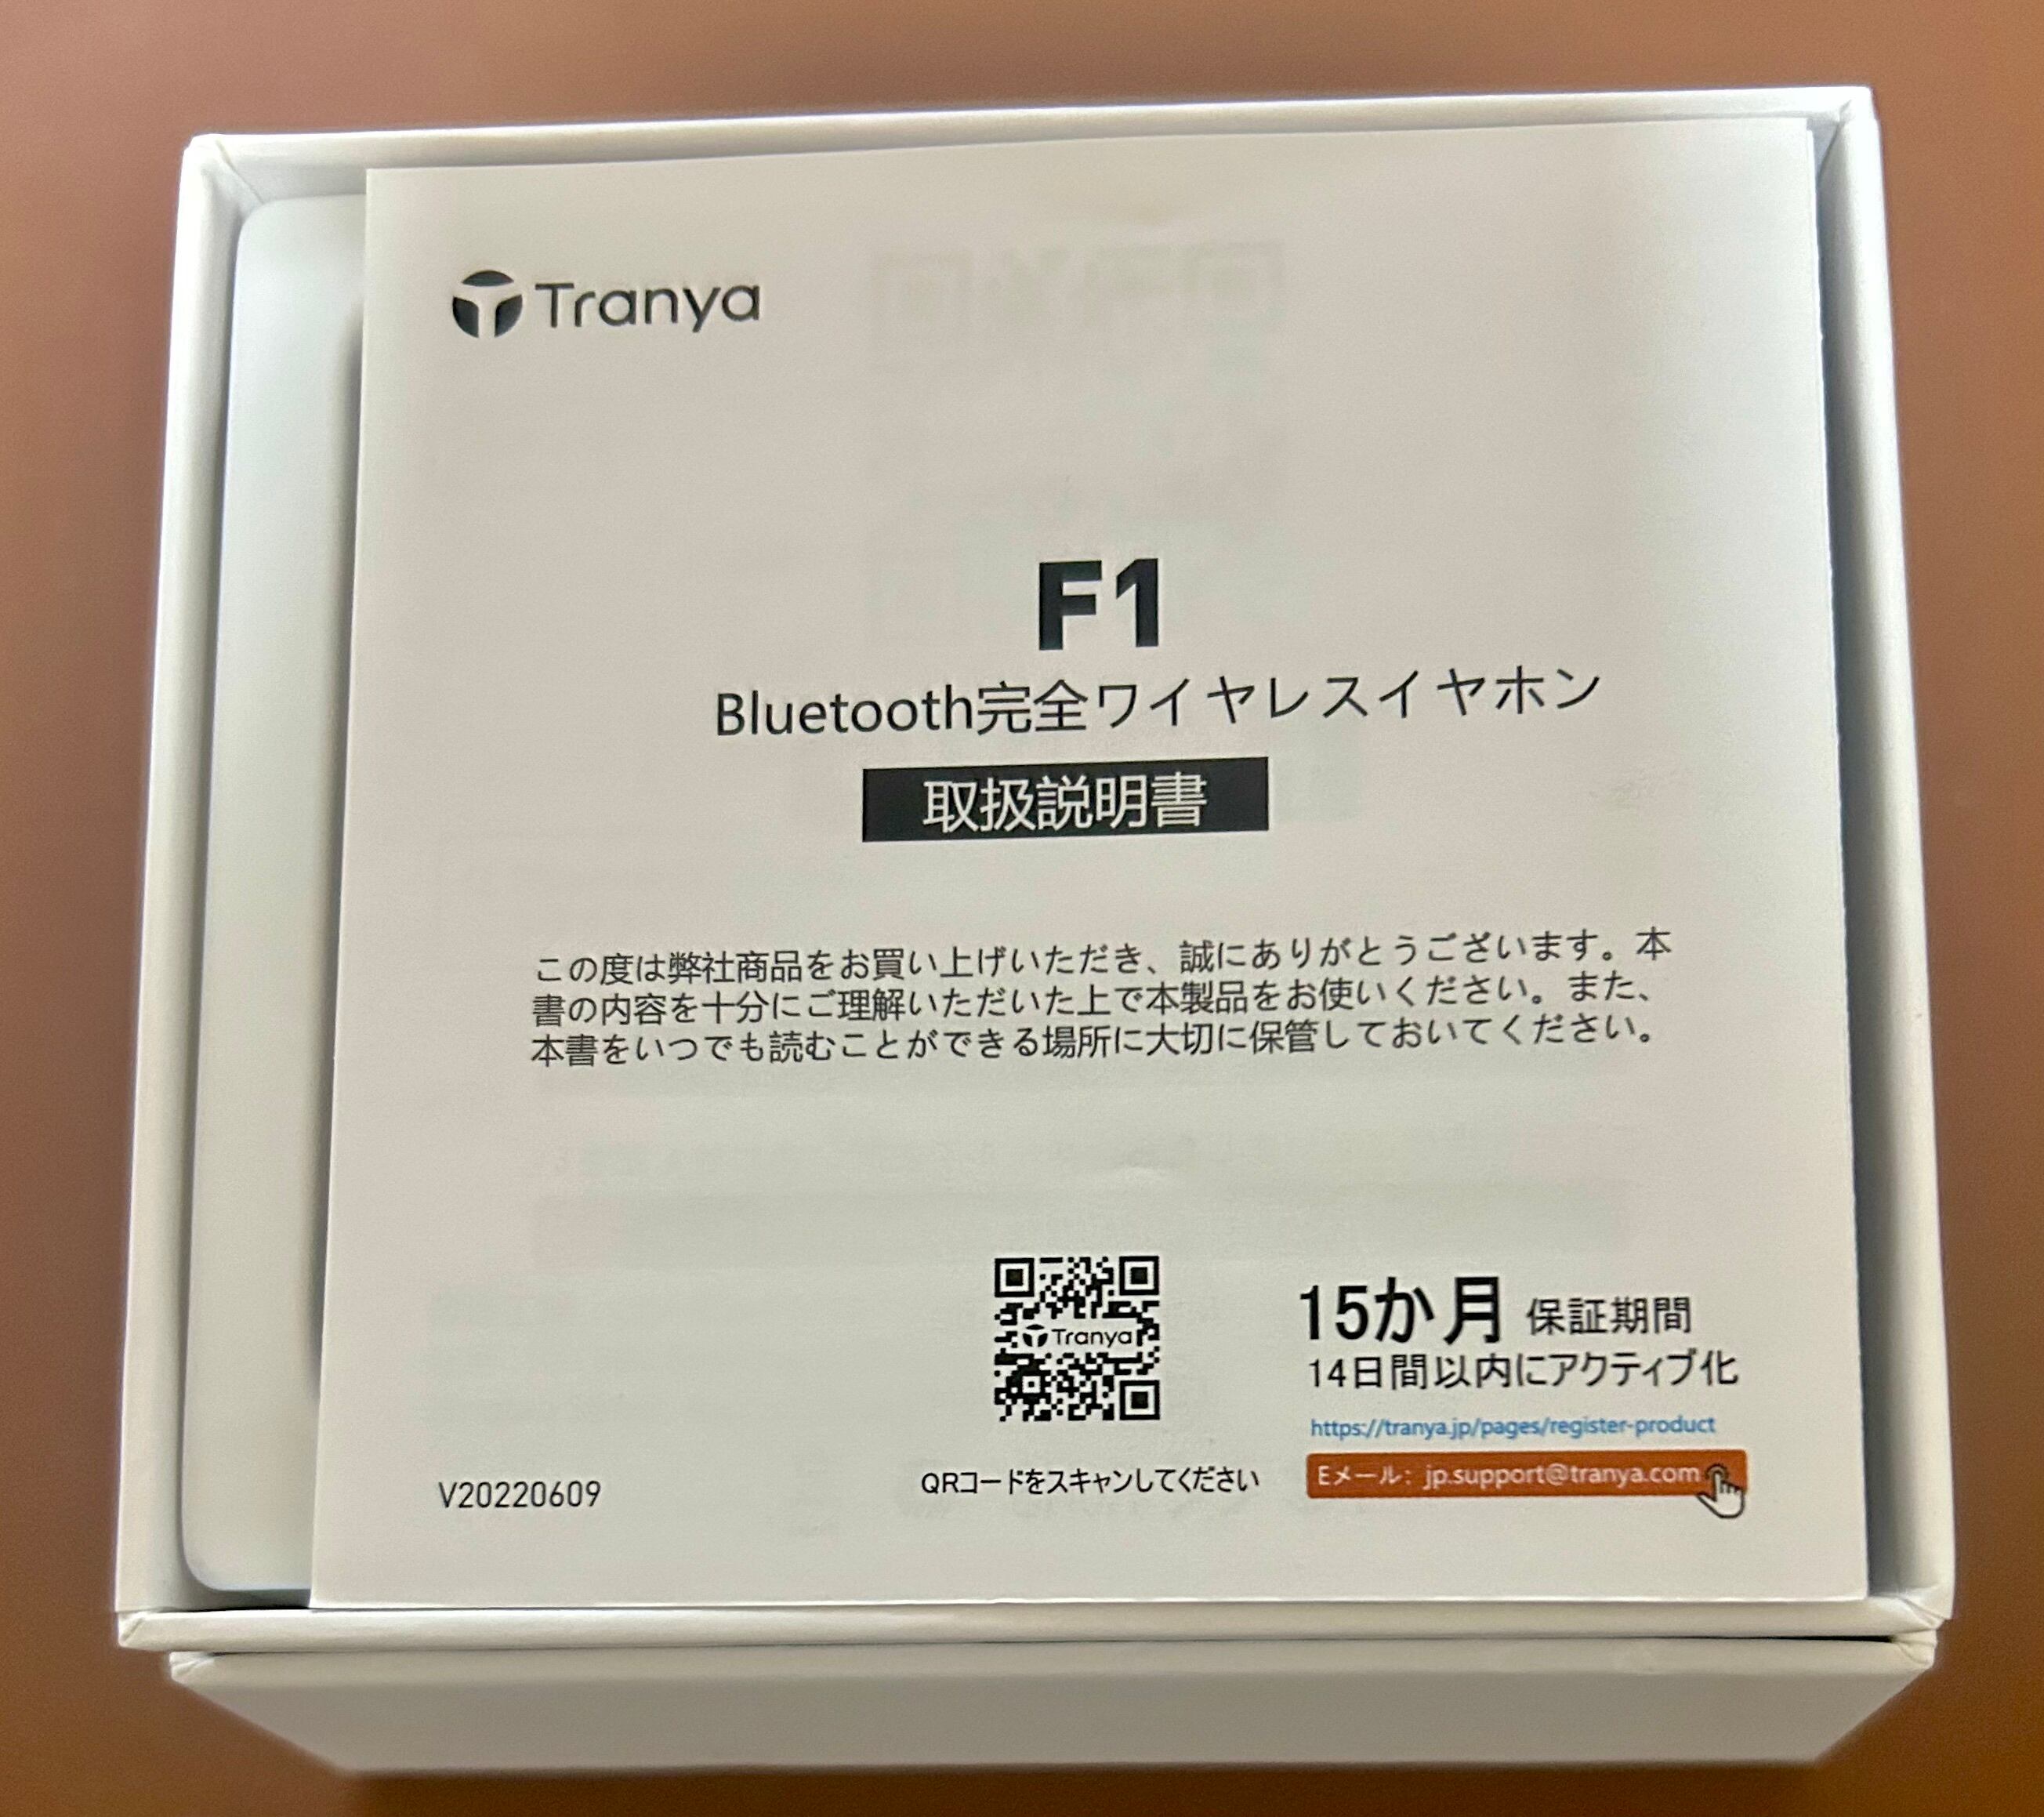 Tranya
F1
Bluetooth完全ワイヤレスイヤホン
取扱説明書
この度は弊社商品をお買い上げいただき、誠にありがとうございます。本
書の内容を十分にご理解いただいた上で本製品をお使いください。また、
本書をいつでも読むことができる場所に大切に保管しておいてください。
Tranya
15か月 保証期間
14日間以内にアクティブ化
https://tranya.jp/pages/register-product
Eメール: jp.support@tranya.com
QRコードをスキャンしてください
V20220609